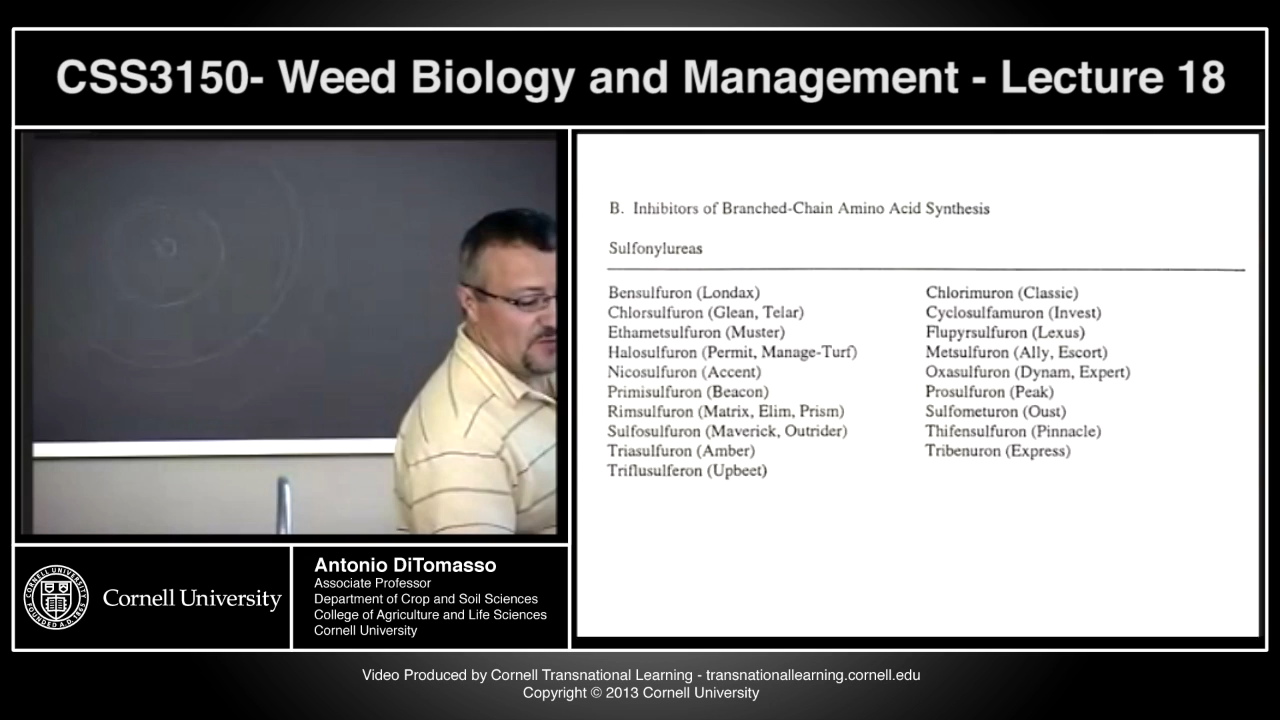 CSS3150- Weed Biology and Management - Lecture 18
B. Inhibitors of Branched-Chain Amino Acid Synthesis
Sulfonylureas
Bensulfuron (Londax)
Chlorsulfuron (Glean, Telar)
Ethametsulfuron (Muster)
Halosulfuron (Permit, Manage-Turf)
Nicosulfuron (Accent)
Primisulfuron (Beacon)
Rimsulfuron (Matrix, Elim, Prism)
Sulfosulfuron (Maverick, Outrider)
Triasulfuron (Amber)
Triflusulferon (Upbeet)
Chlorimuron (Classic)
Cyclosulfamuron (Invest)
Flupyrsulfuron (Lexus)
Metsulfuron (Ally, Escort)
Oxasulfuron (Dynam, Expert)
Prosulfuron (Peak)
Sulfometuron (Oust)
Thifensulfuron (Pinnacle)
Tribenuron (Express)
Cornell University
Antonio DiTomasso
Associate Professor
Department of Crop and Soil Sciences
College of Agriculture and Life Sciences
Cornell University
Video Produced by Cornell Transnational Learning - transnationallearning.cornell.edu
Copyright © 2013 Cornell University